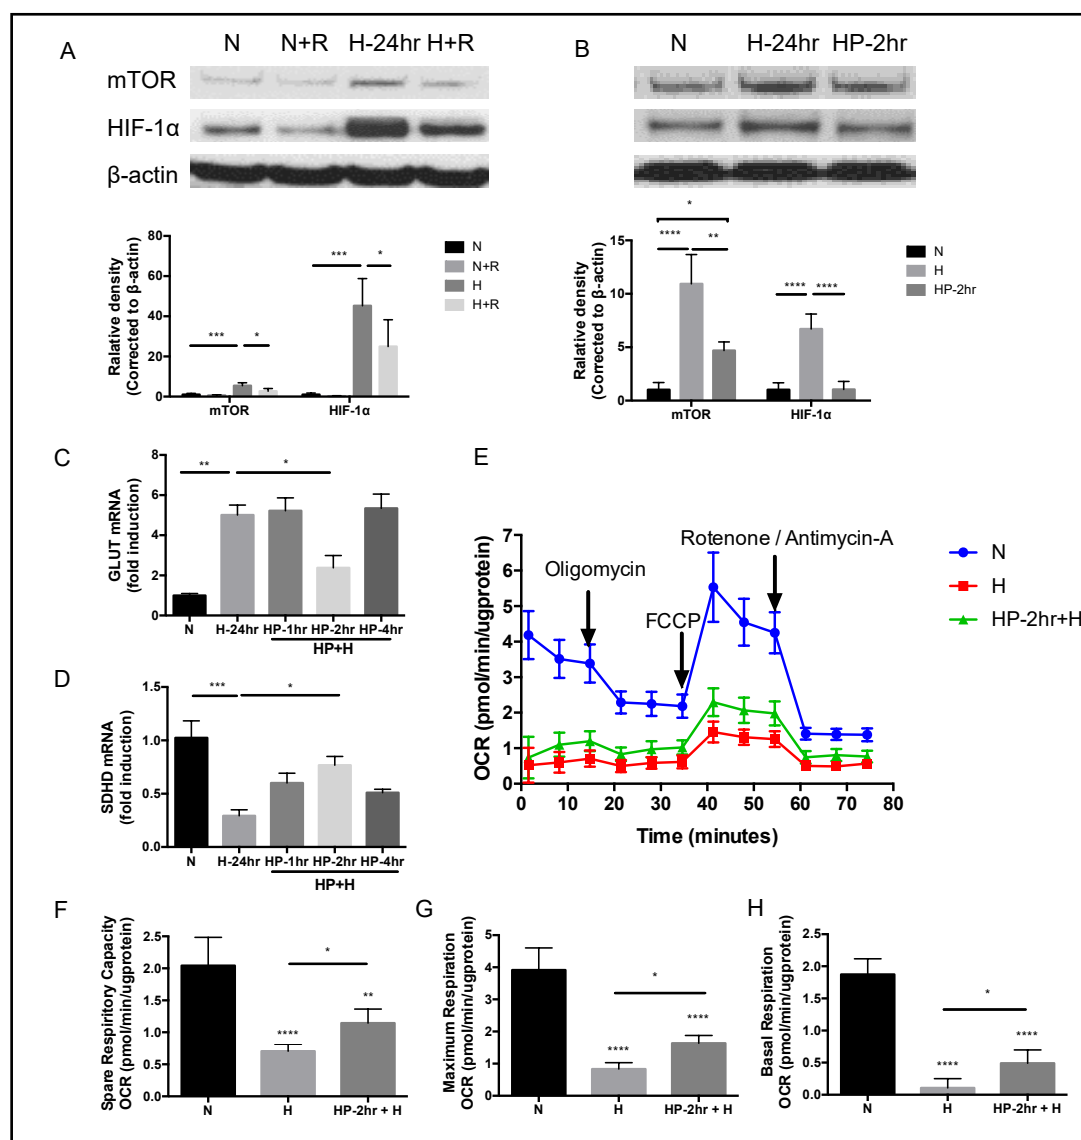 A
N N+R H-24hr H+R
mTOR
HIF-1α
β-actin
Ralative density
(Corrected to β-actin)
80
60
40
20
0
***
*
***
*
mTOR HIF-1α
N
N+R
H
H+R
B
N H-24hr HP-2hr
Ralative density
(Corrected to β-actin)
15
10
5
0
*
****
**
****
****
mTOR HIF-1α
N
H
HP-2hr
C
GLUT mRNA
(fold induction)
8
6
4
2
0
**
*
N H-24hr HP-1hr HP-2hr HP-4hr
HP+H
D
SDHD mRNA
(fold induction)
1.5
1.0
0.5
0.0
***
*
N H-24hr HP-1hr HP-2hr HP-4hr
HP+H
E
OCR (pmol/min/ugprotein)
7
6
5
4
3
2
1
0
Oligomycin
FCCP
Rotenone / Antimycin-A
0 10 20 30 40 50 60 70 80
Time (minutes)
N
H
HP-2hr+H
F
Spare Respiritory Capacity
OCR (pmol/min/ugprotein)
2.5
2.0
1.5
1.0
0.5
0.0
*
****
**
N H HP-2hr + H
G
Maximum Respiration
OCR (pmol/min/ugprotein)
5
4
3
2
1
0
*
****
****
N H HP-2hr + H
H
Basal Respiration
OCR (pmol/min/ugprotein)
2.5
2.0
1.5
1.0
0.5
0.0
*
****
****
N H HP-2hr + H